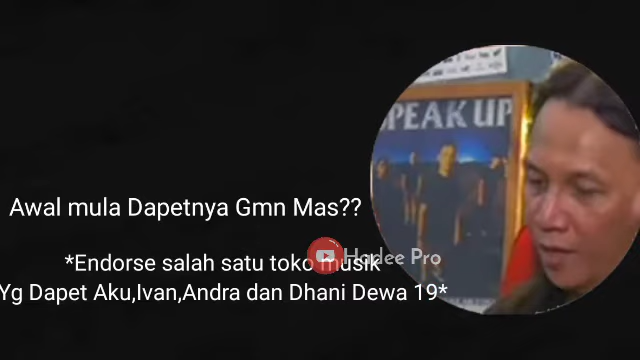 SPEAK UP
Awal mula Dapetnya Gmn Mas??
*Endorse salah satu toko musik
Hadee Pro
Yg Dapet Aku,Ivan,Andra dan Dhani Dewa 19*